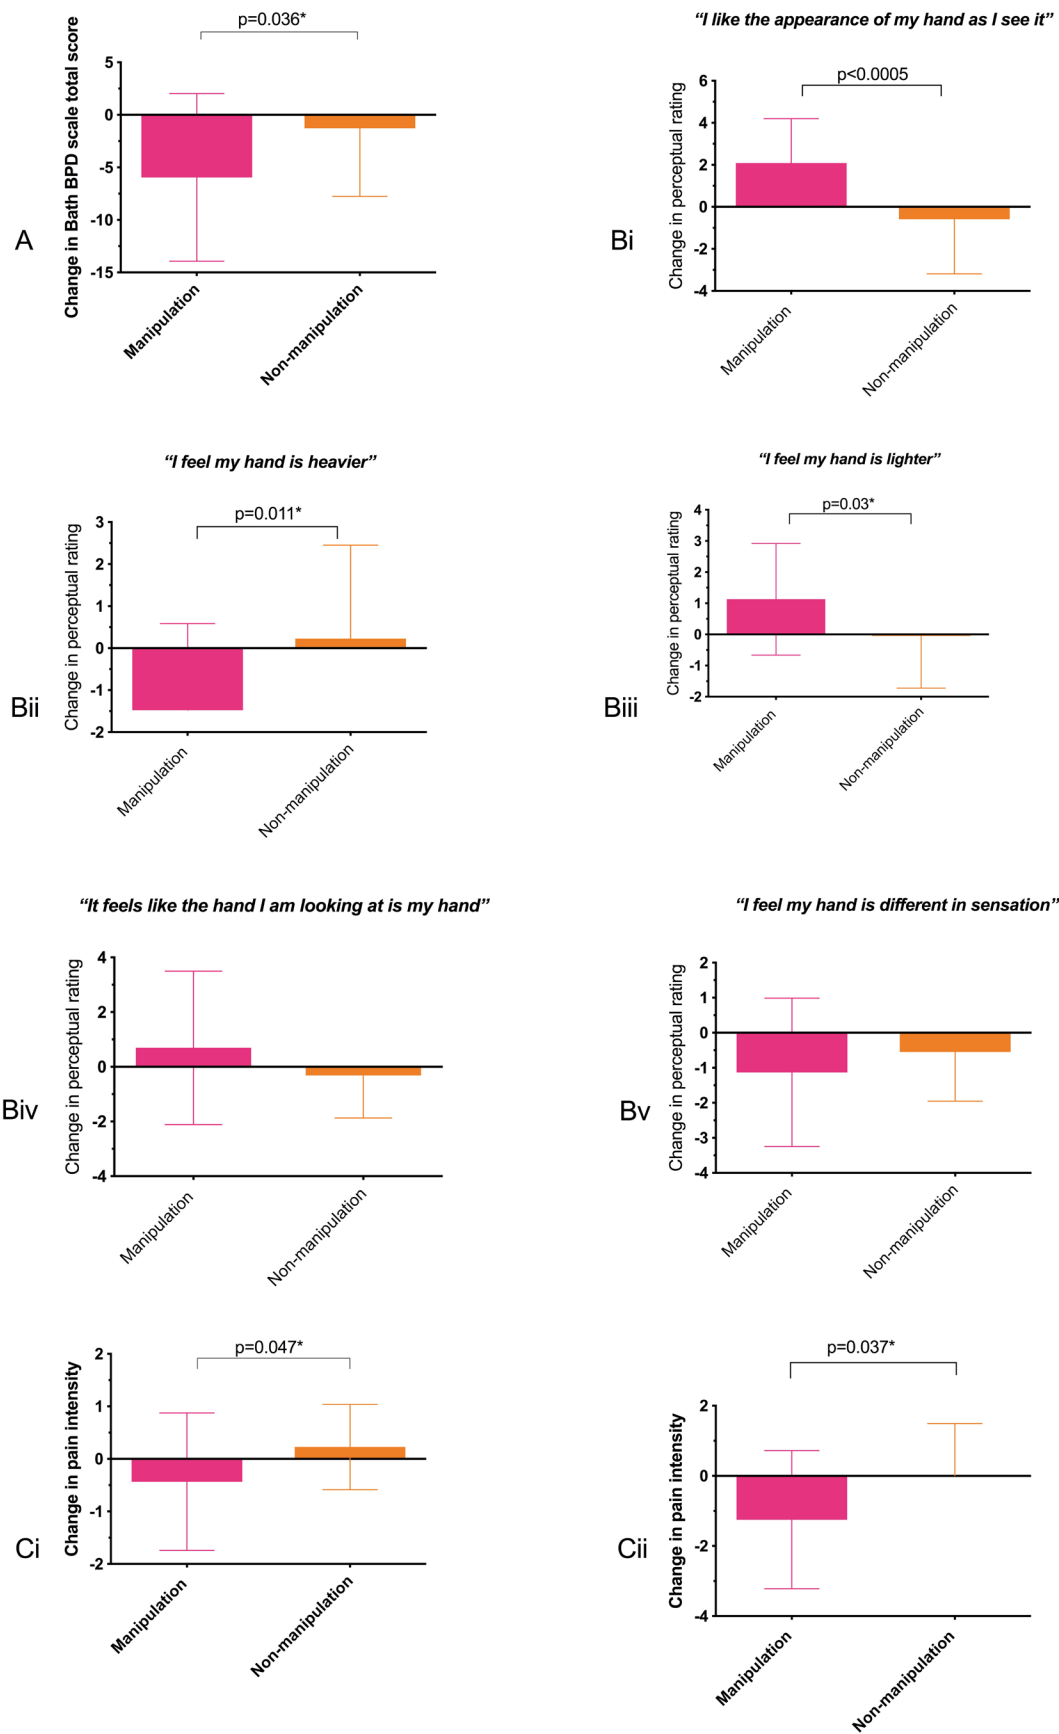 A
Change in Bath BPD scale total score
p=0.036*
5
0
-5
-10
-15
Manipulation
Non-manipulation
“I like the appearance of my hand as I see it”
Bi
Change in perceptual rating
p<0.0005
6
4
2
0
-2
-4
Manipulation
Non-manipulation
“I feel my hand is heavier”
Bii
Change in perceptual rating
p=0.011*
3
2
1
0
-1
-2
Manipulation
Non-manipulation
“I feel my hand is lighter”
Biii
Change in perceptual rating
p=0.03*
4
3
2
1
0
-1
-2
Manipulation
Non-manipulation
“It feels like the hand I am looking at is my hand”
Biv
Change in perceptual rating
4
2
0
-2
-4
Manipulation
Non-manipulation
“I feel my hand is different in sensation”
Bv
Change in perceptual rating
2
1
0
-1
-2
-3
-4
Manipulation
Non-manipulation
Ci
Change in pain intensity
p=0.047*
2
1
0
-1
-2
Manipulation
Non-manipulation
Cii
Change in pain intensity
p=0.037*
2
0
-2
-4
Manipulation
Non-manipulation